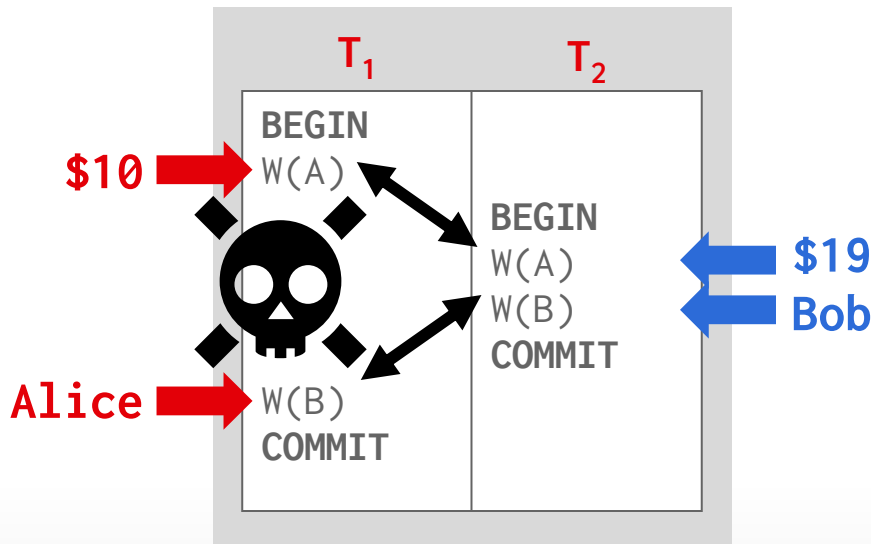 T1 T2
BEGIN
$10 W(A)
BEGIN
W(A) $19
W(B) Bob
COMMIT
Alice W(B)
COMMIT